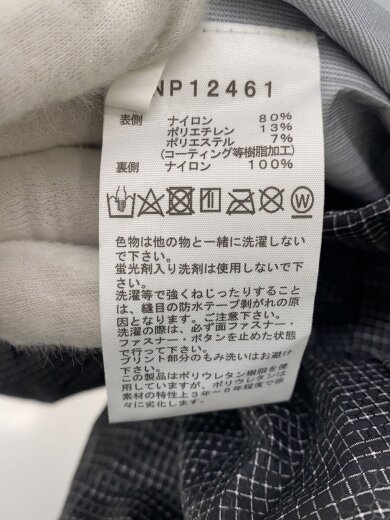 NP12461
表側 ナイロン 80%
ポリエチレン 13%
ポリエステル 7%
(コーティング等樹脂加工)
裏側 ナイロン 100%
W
色物は他の物と一緒に洗濯しない
で下さい。
蛍光剤入り洗剤は使用しないで下
さい。
洗濯等で強くねじったりすること
は、縫目の防水テープ剥がれの原
因となります。ご注意下さい。
洗濯の際は、必ず面ファスナー・
ファスナー・ボタンを止めた状態
で行って下さい。
プリント部分のもみ洗いはお避け
下さい。
この製品はポリウレタン樹脂を使
用していますが、ポリウレタンは
素材の特性上3年～5年程度で徐
々に劣化します。